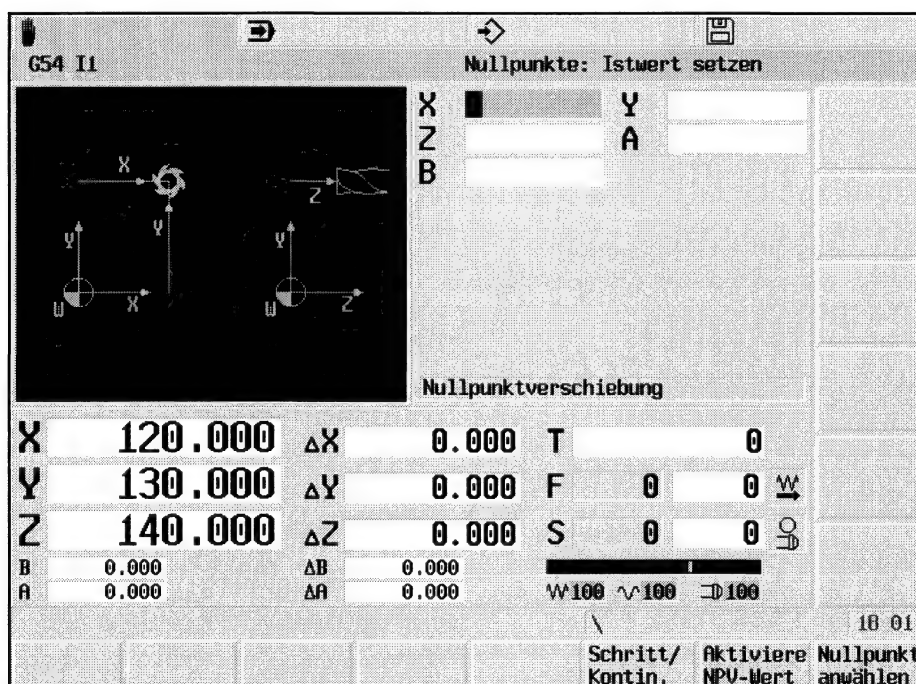 G54 I1
Nullpunkte: Istwert setzen
X 0 Y
Z A
B
X
Y
Z
Y
W X
Y
W Z
Nullpunktverschiebung
X 120.000 ΔX 0.000 T 0
Y 130.000 ΔY 0.000 F 0 0
Z 140.000 ΔZ 0.000 S 0 0
B 0.000 ΔB 0.000
A 0.000 ΔA 0.000
100 100 100
18 01
Schritt/ Aktiviere Nullpunkt
Kontin. NPV-Wert anwählen